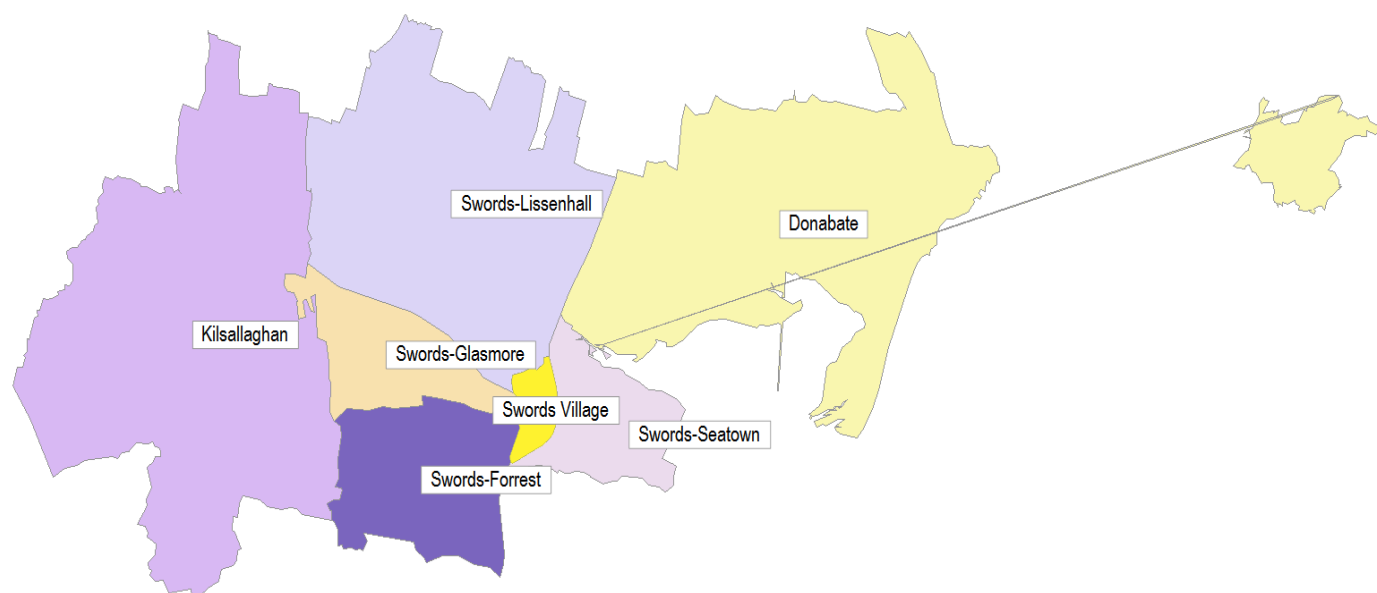 Swords-Lissenhall
Donabate
Kilsallaghan
Swords-Glasmore
Swords Village
Swords-Seatown
Swords-Forrest